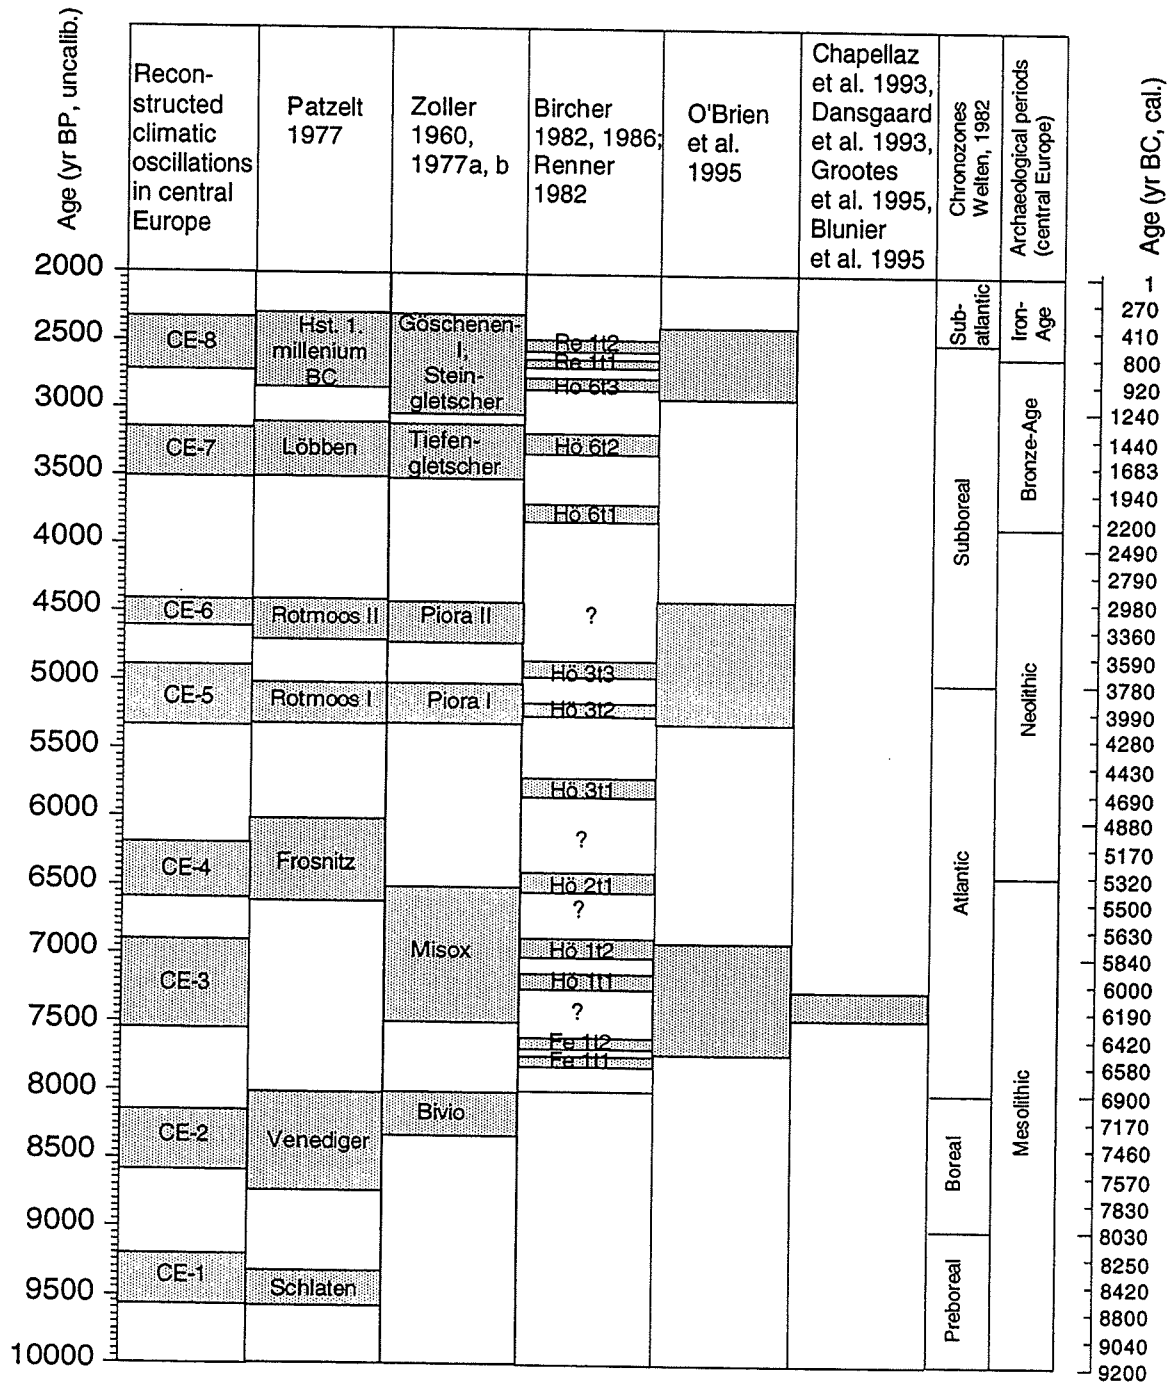 Age (yr BP, uncalib.)
Recon-
structed
climatic
oscillations
in central
Europe
Patzelt
1977
Zoller
1960,
1977a, b
Bircher
1982, 1986;
Renner
1982
O'Brien
et al.
1995
Chapellaz
et al. 1993,
Dansgaard
et al. 1993,
Grootes
et al. 1995,
Blunier
et al. 1995
Chronozones
Welten, 1982
Archaeological periods
(central Europe)
Age (yr BC, cal.)
2000
2500
3000
3500
4000
4500
5000
5500
6000
6500
7000
7500
8000
8500
9000
9500
10000
CE-8
CE-7
CE-6
CE-5
CE-4
CE-3
CE-2
CE-1
Hst. 1.
millenium
BC
Löbben
Rotmoos II
Rotmoos I
Frosnitz
Venediger
Schlaten
Göschenen-
I,
Stein-
gletscher
Tiefen-
gletscher
Piora II
Piora I
Misox
Bivio
Re 1t2
Re 1t1
Hö 6t3
Hö 6t2
Hö 6t1
?
Hö 3t3
Hö 3t2
Hö 3t1
?
Hö 2t1
?
Hö 1t2
Hö 1t1
?
Fe 1t2
Fe 1t1
Sub-
atlantic
Subboreal
Atlantic
Boreal
Preboreal
Iron-
Age
Bronze-Age
Neolithic
Mesolithic
1
270
410
800
920
1240
1440
1683
1940
2200
2490
2790
2980
3360
3590
3780
3990
4280
4430
4690
4880
5170
5320
5500
5630
5840
6000
6190
6420
6580
6900
7170
7460
7570
7830
8030
8250
8420
8800
9040
9200